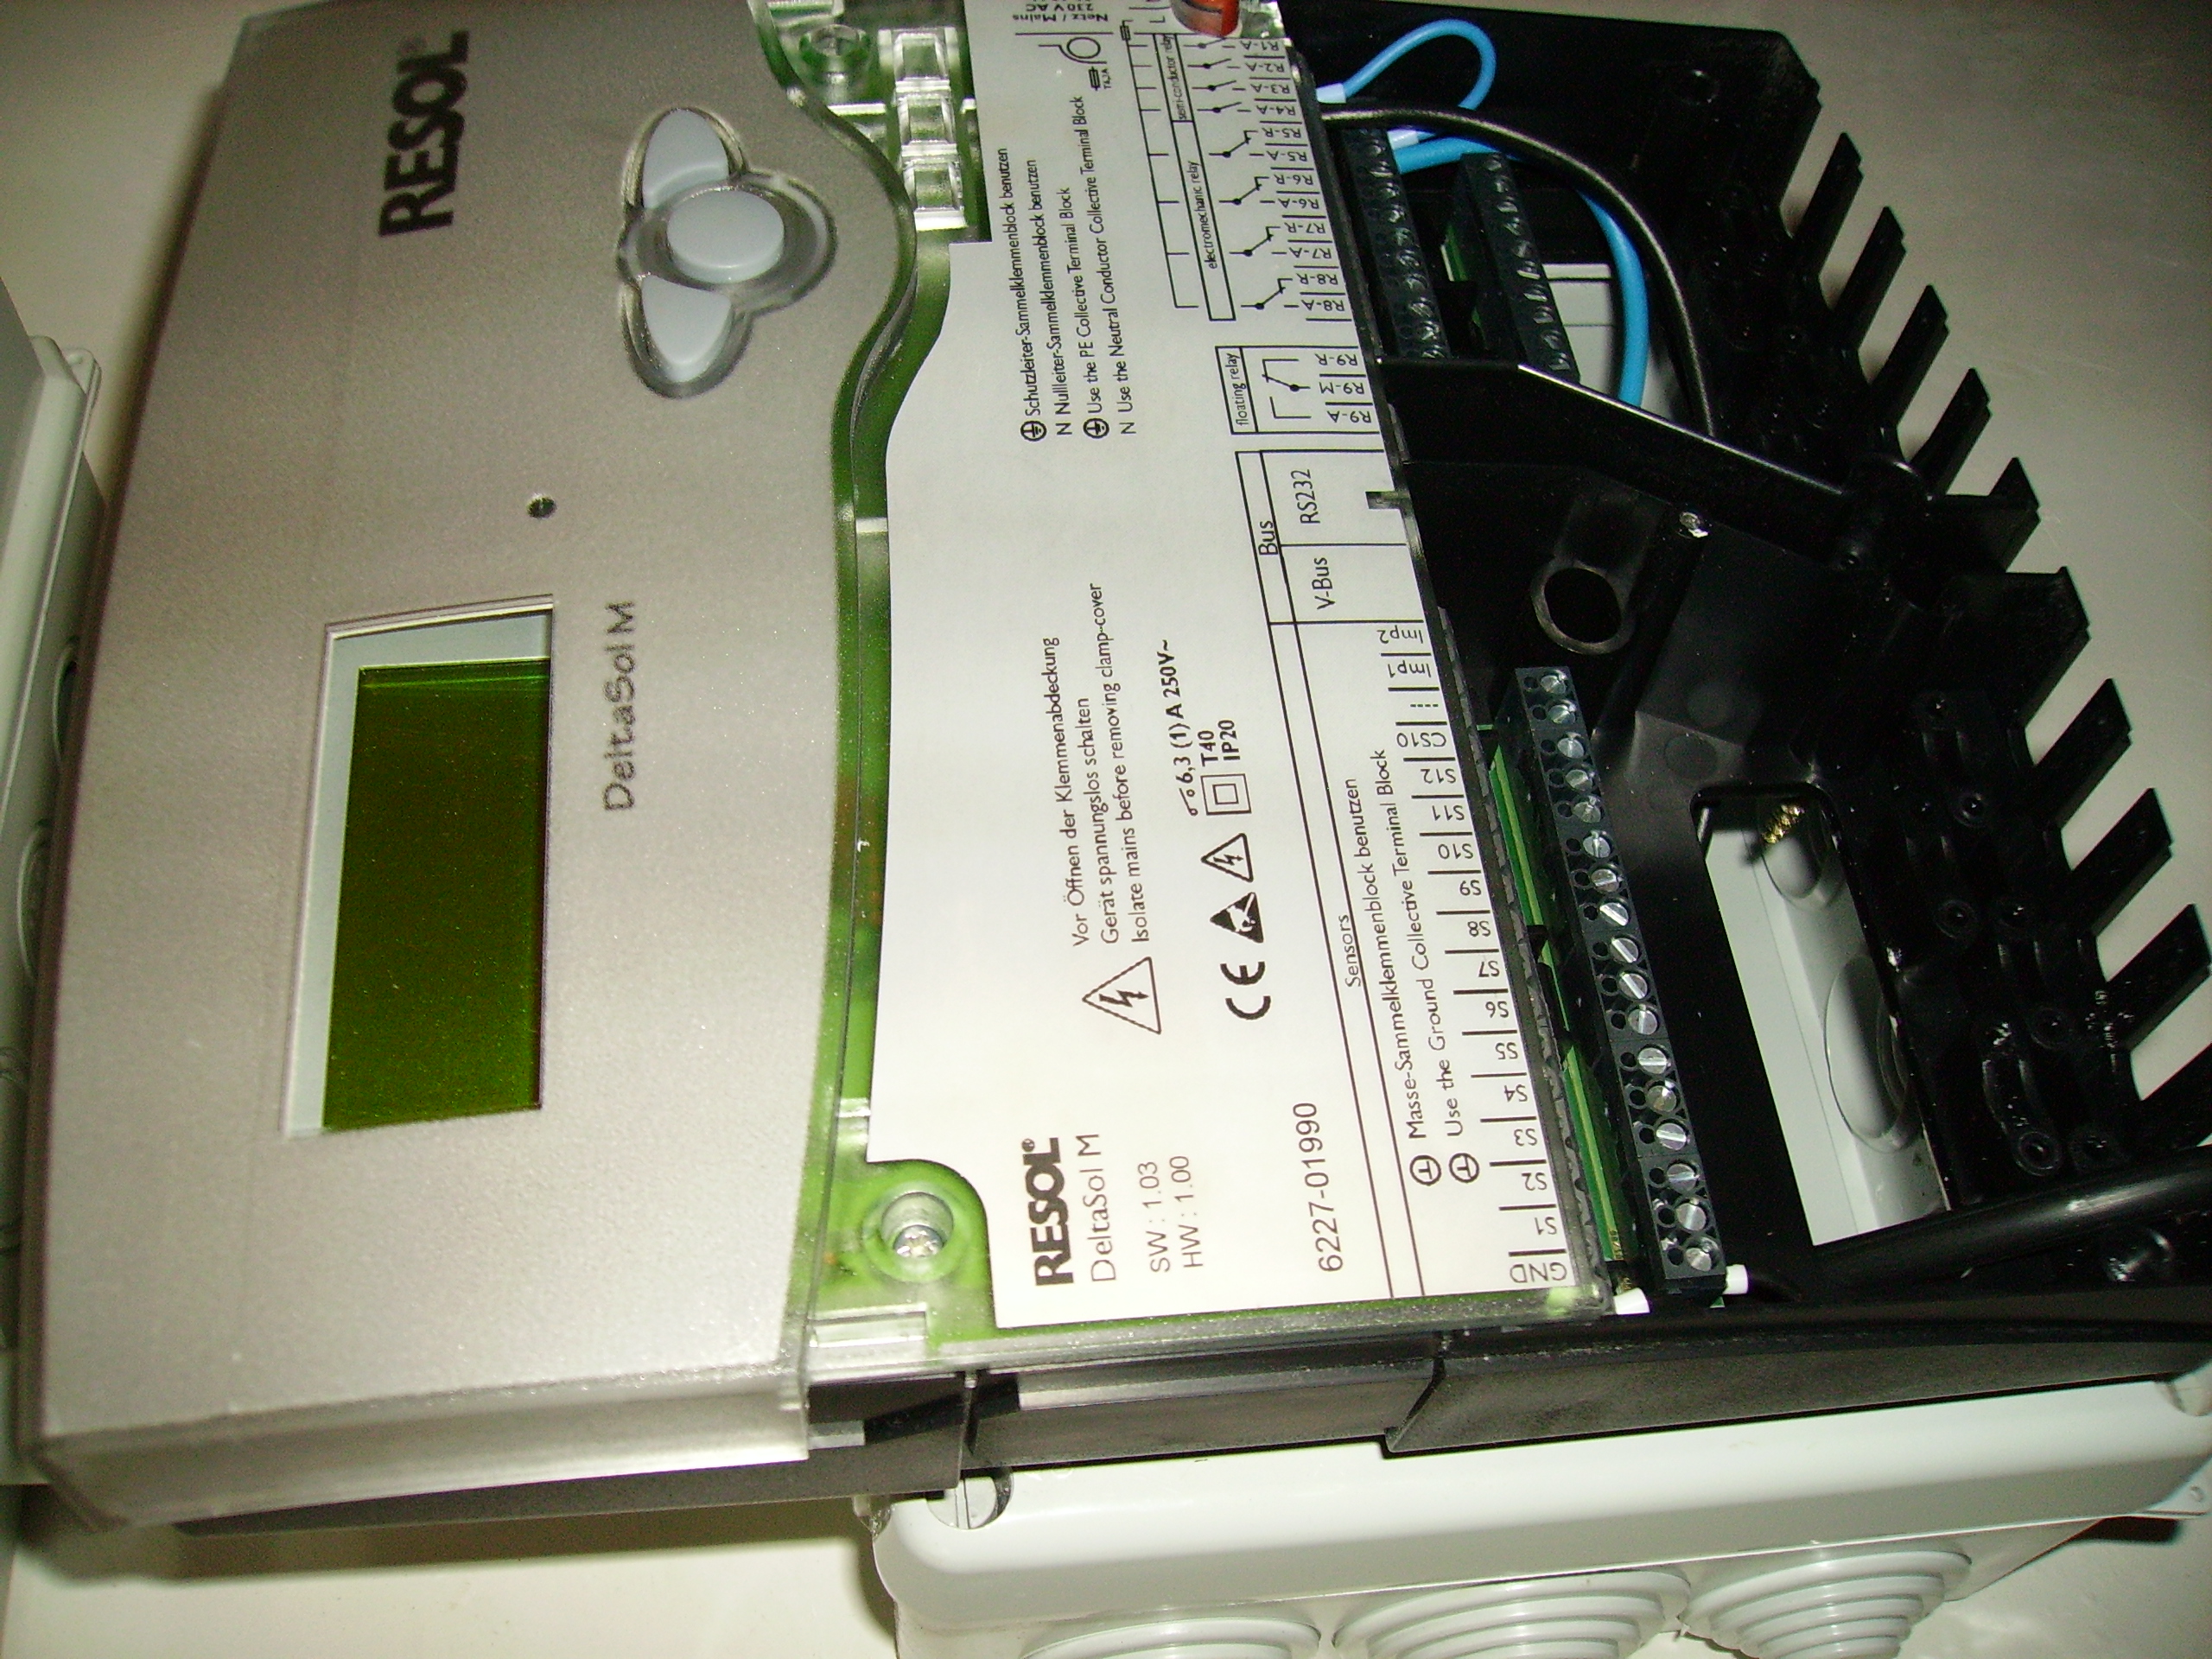 RESOL®
DeltaSol M
RESOL®
DeltaSol M
SW : 1.03
HW : 1.00
6227-01990
Vor Öffnen der Klemmenabdeckung
Gerät spannungslos schalten
Isolate mains before removing clamp-cover
CE
6,3 (1) A 250V~
T40
IP20
Schutzleiter-Sammelklemmenblock benutzen
N Nullleiter-Sammelklemmenblock benutzen
Use the PE Collective Terminal Block
N Use the Neutral Conductor Collective Terminal Block
Sensors
Masse-Sammelklemmenblock benutzen
Use the Ground Collective Terminal Block
GND S1 S2 S3 S4 S5 S6 S7 S8 S9 S10 S11 S12 CS10 Imp1 Imp2
Bus
V-Bus RS232
floating relay
R9-A R9-M R9-R
electromechanic relay
semi-conductor relay
R8-A R8-R R7-A R7-R R6-A R6-R R5-A R5-R R4-A R3-A R2-A R1-A
L
Mains